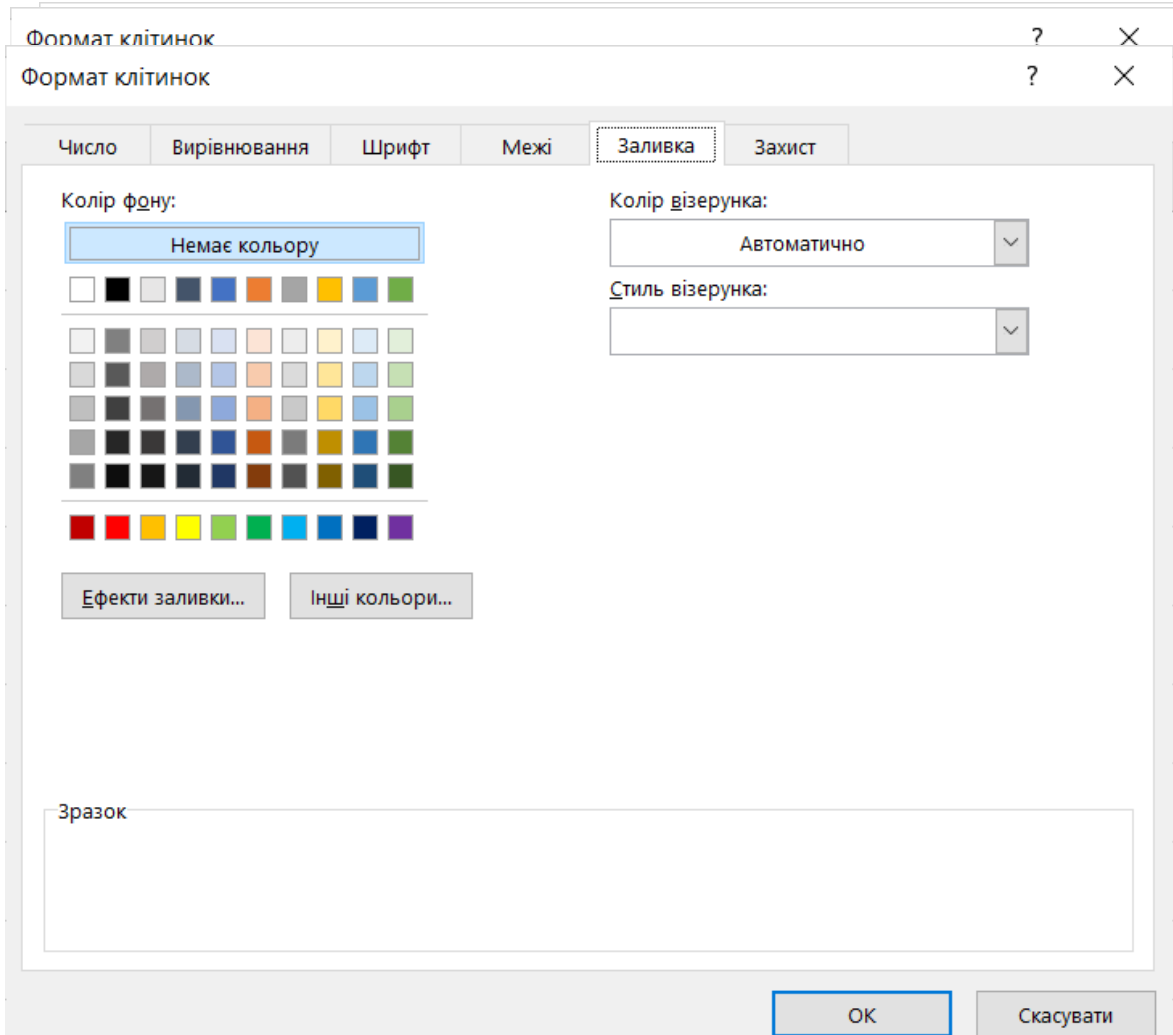 Формат клітинок ?
Формат клітинок ?
Число Вирівнювання Шрифт Межі Заливка Захист
Колір фону: Колір візерунка:
Немає кольору Автоматично
Стиль візерунка:
Ефекти заливки... Інші кольори...
Зразок
ОК Скасувати